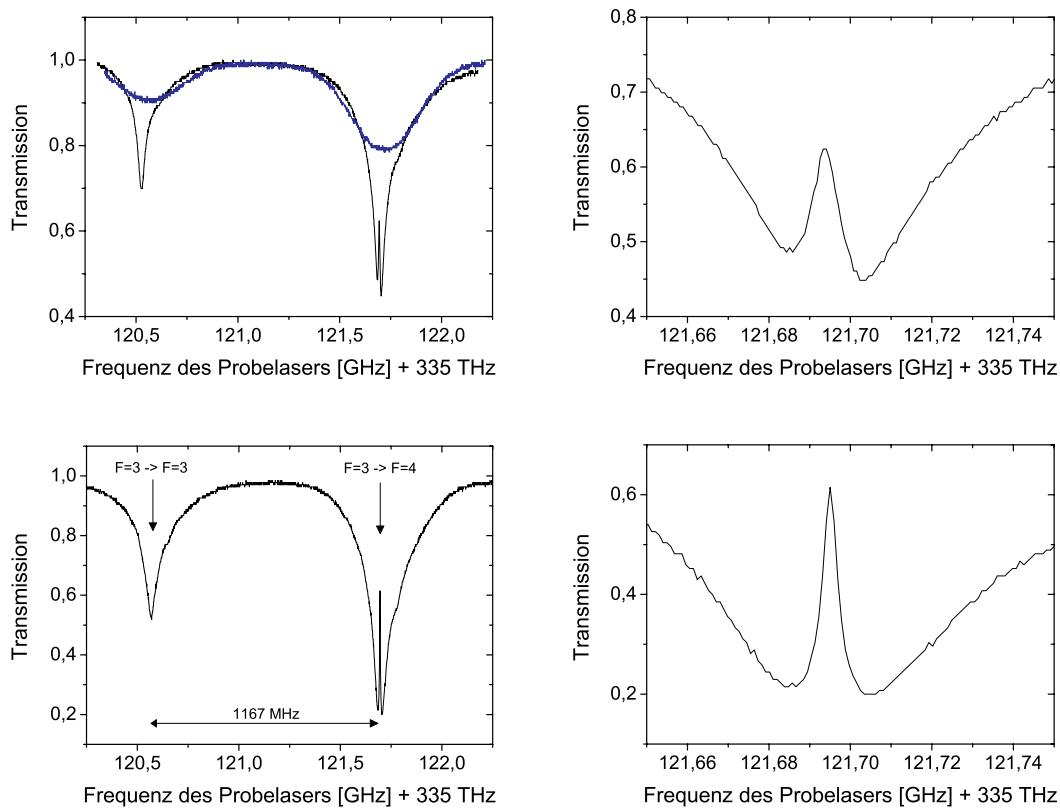 1,0
0,8
0,6
0,4
Transmission
120,5 121,0 121,5 122,0
Frequenz des Probelasers [GHz] + 335 THz
0,8
0,7
0,6
0,5
0,4
Transmission
121,66 121,68 121,70 121,72 121,74
Frequenz des Probelasers [GHz] + 335 THz
F=3 -> F=3
F=3 -> F=4
1,0
0,8
0,6
0,4
0,2
Transmission
1167 MHz
120,5 121,0 121,5 122,0
Frequenz des Probelasers [GHz] + 335 THz
0,6
0,4
0,2
Transmission
121,66 121,68 121,70 121,72 121,74
Frequenz des Probelasers [GHz] + 335 THz